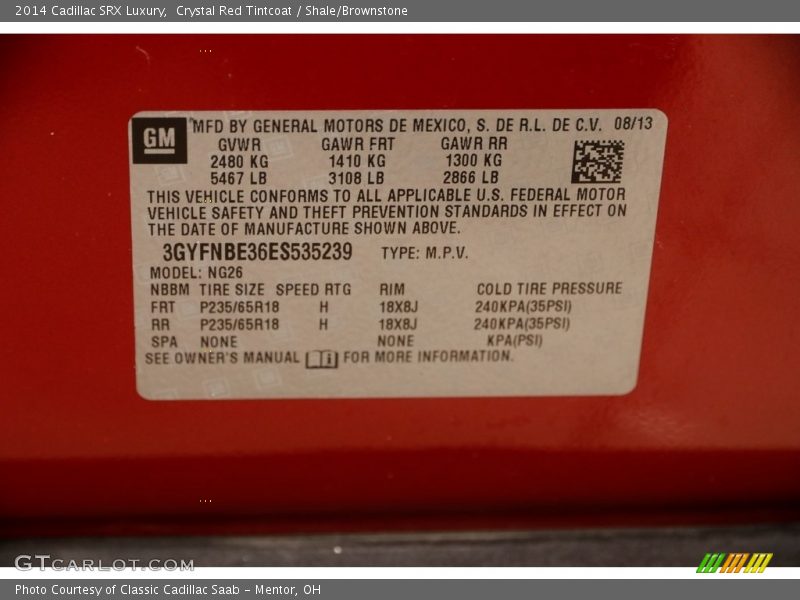 2014 Cadillac SRX Luxury,  Crystal Red Tintcoat / Shale/Brownstone
GM MFD BY GENERAL MOTORS DE MEXICO, S. DE R.L. DE C.V. 08/13
GVWR GAWR FRT GAWR RR
2480 KG 1410 KG 1300 KG
5467 LB 3108 LB 2866 LB
THIS VEHICLE CONFORMS TO ALL APPLICABLE U.S. FEDERAL MOTOR
VEHICLE SAFETY AND THEFT PREVENTION STANDARDS IN EFFECT ON
THE DATE OF MANUFACTURE SHOWN ABOVE.
3GYFNBE36ES535239 TYPE: M.P.V.
MODEL: NG26
NBBM TIRE SIZE SPEED RTG RIM COLD TIRE PRESSURE
FRT P235/65R18 H 18X8J 240KPA(35PSI)
RR P235/65R18 H 18X8J 240KPA(35PSI)
SPA NONE NONE KPA(PSI)
SEE OWNER'S MANUAL FOR MORE INFORMATION.
GTCARLOT.COM
Photo Courtesy of Classic Cadillac Saab - Mentor, OH